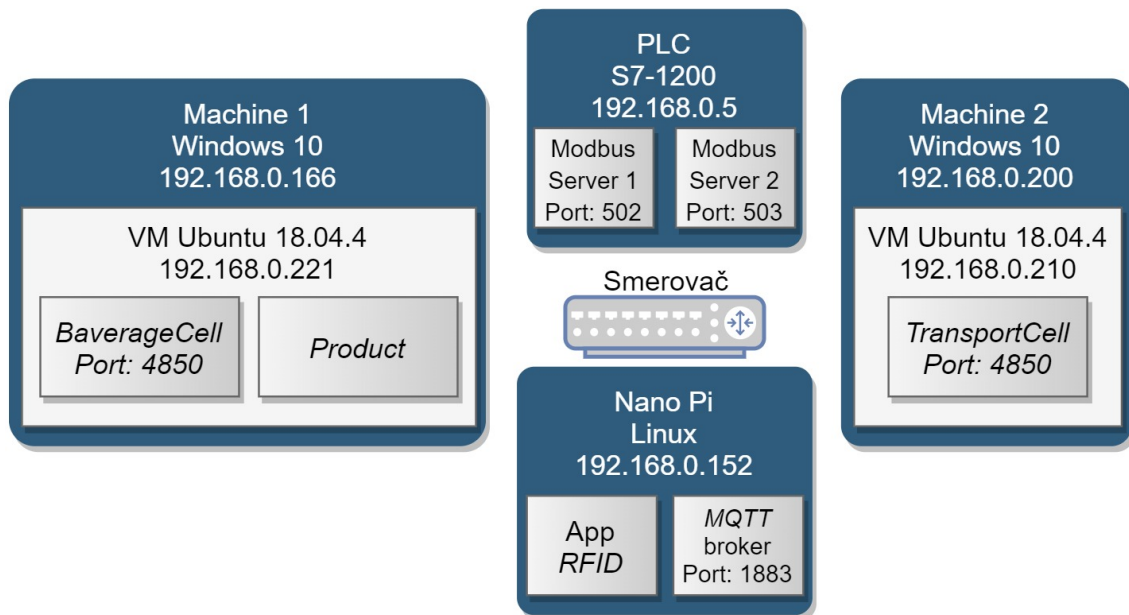 Machine 1
Windows 10
192.168.0.166
VM Ubuntu 18.04.4
192.168.0.221
BaverageCell
Port: 4850
Product
PLC
S7-1200
192.168.0.5
Modbus
Server 1
Port: 502
Modbus
Server 2
Port: 503
Smerovač
Nano Pi
Linux
192.168.0.152
App
RFID
MQTT
broker
Port: 1883
Machine 2
Windows 10
192.168.0.200
VM Ubuntu 18.04.4
192.168.0.210
TransportCell
Port: 4850